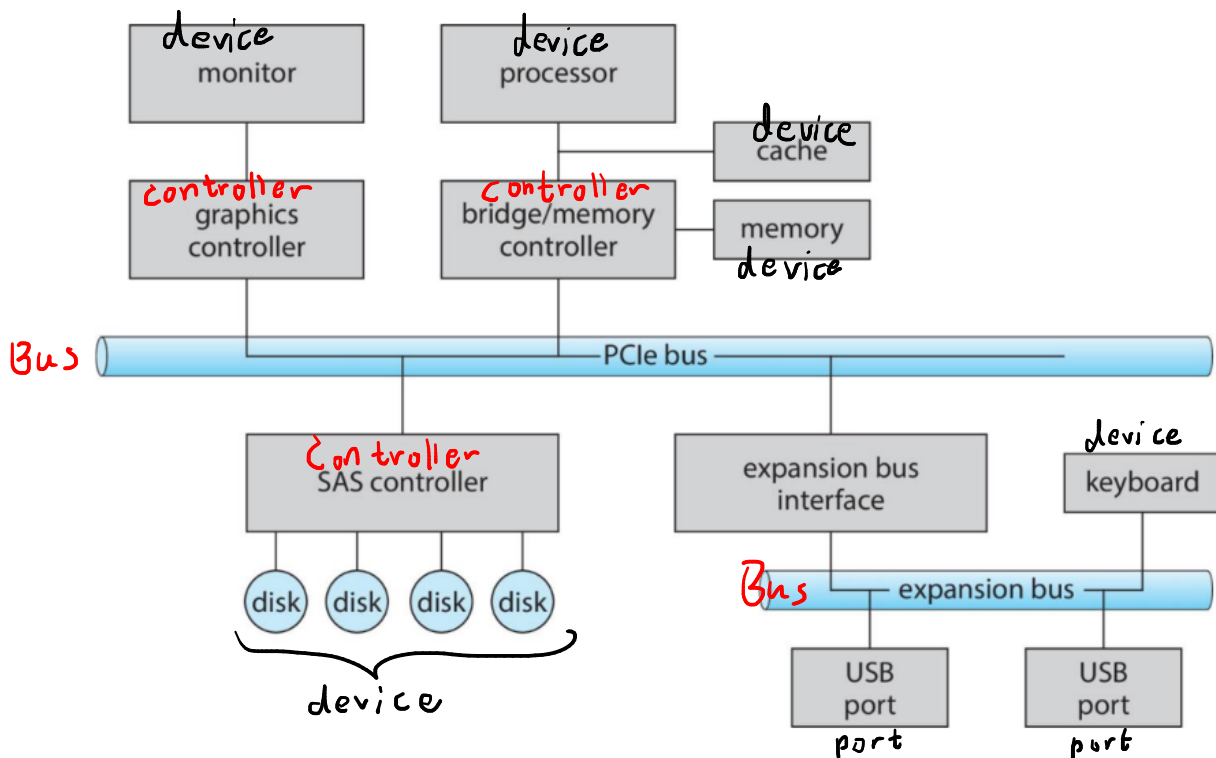 device
monitor
device
processor
device
cache
controller
graphics
controller
controller
bridge/memory
controller
memory
device
Bus
PCIe bus
controller
SAS controller
expansion bus
interface
device
keyboard
disk
disk
disk
disk
device
Bus
expansion bus
USB
port
port
USB
port
port